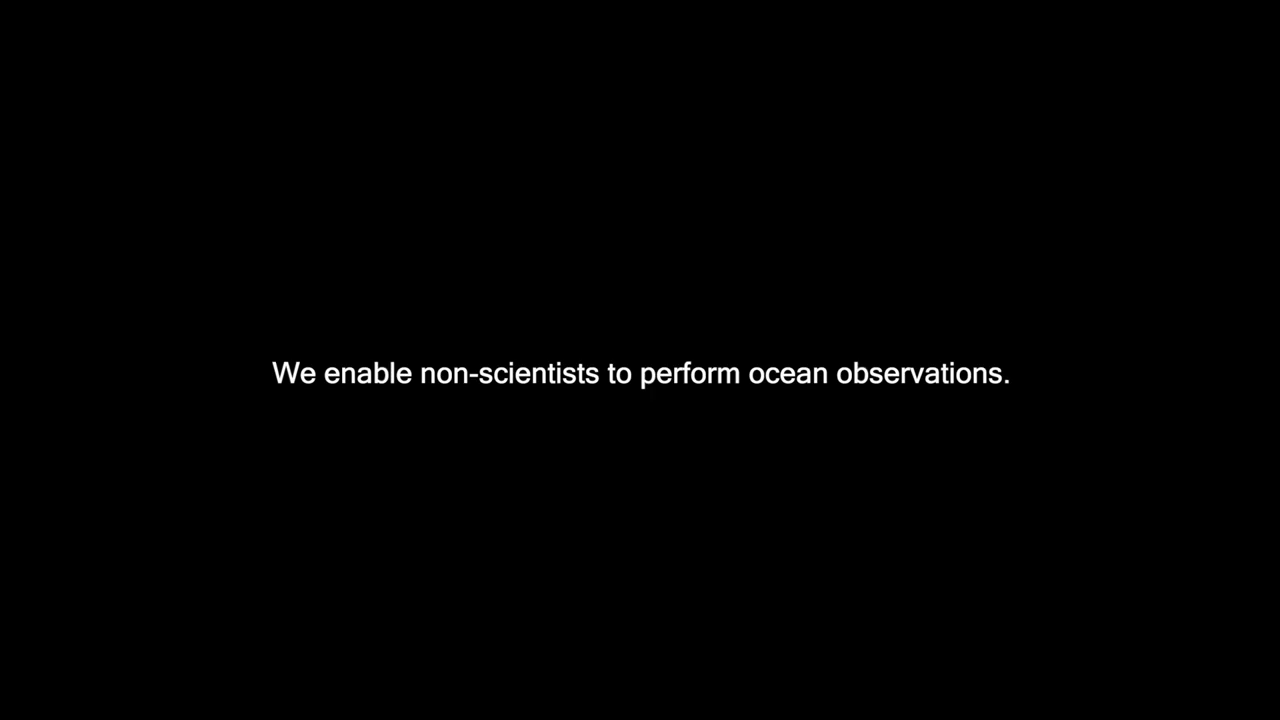 We enable non-scientists to perform ocean observations.